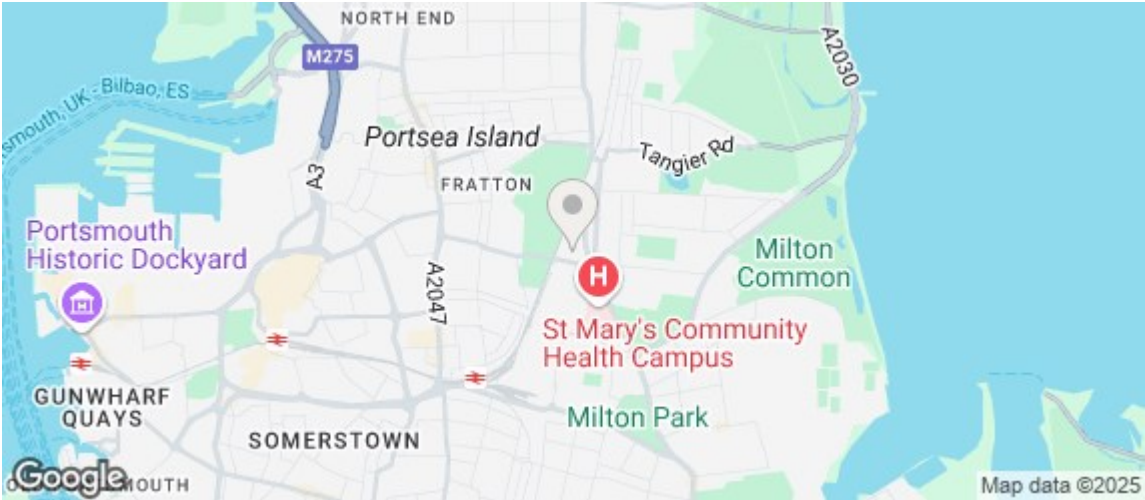 NORTH END
M275
A2030
smouth, UK - Bilbao, ES
Portsea Island
Tangier Rd
A3
FRATTON
Portsmouth
Historic Dockyard
Milton
Common
A2047
H
St Mary's Community
Health Campus
GUNWHARF
QUAYS
Milton Park
SOMERSTOWN
Google
MOUTH
Map data ©2025